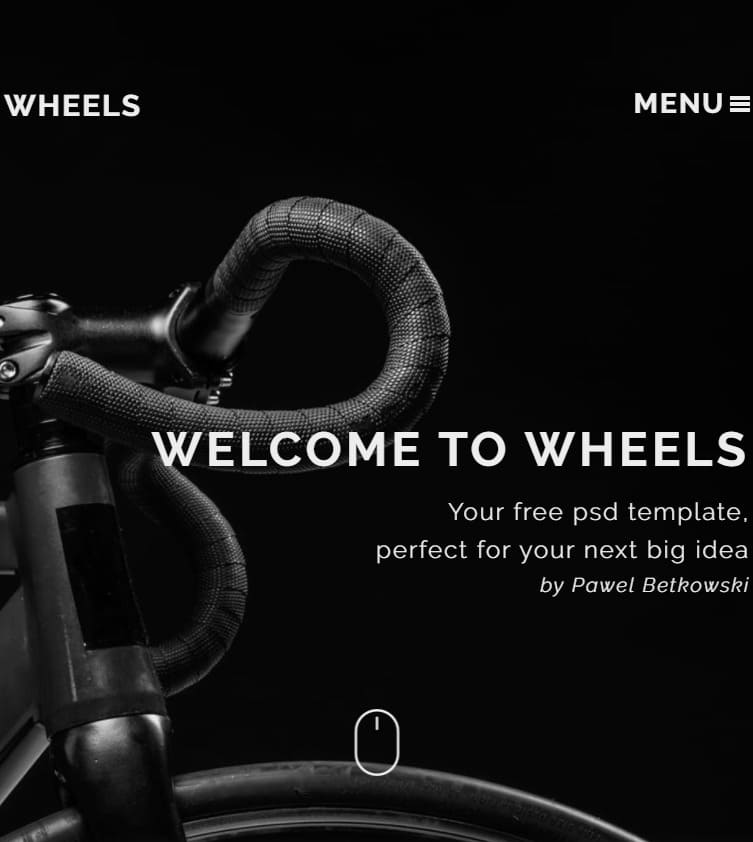 WHEELS
MENU
WELCOME TO WHEELS
Your free psd template,
perfect for your next big idea
by Pawel Betkowski